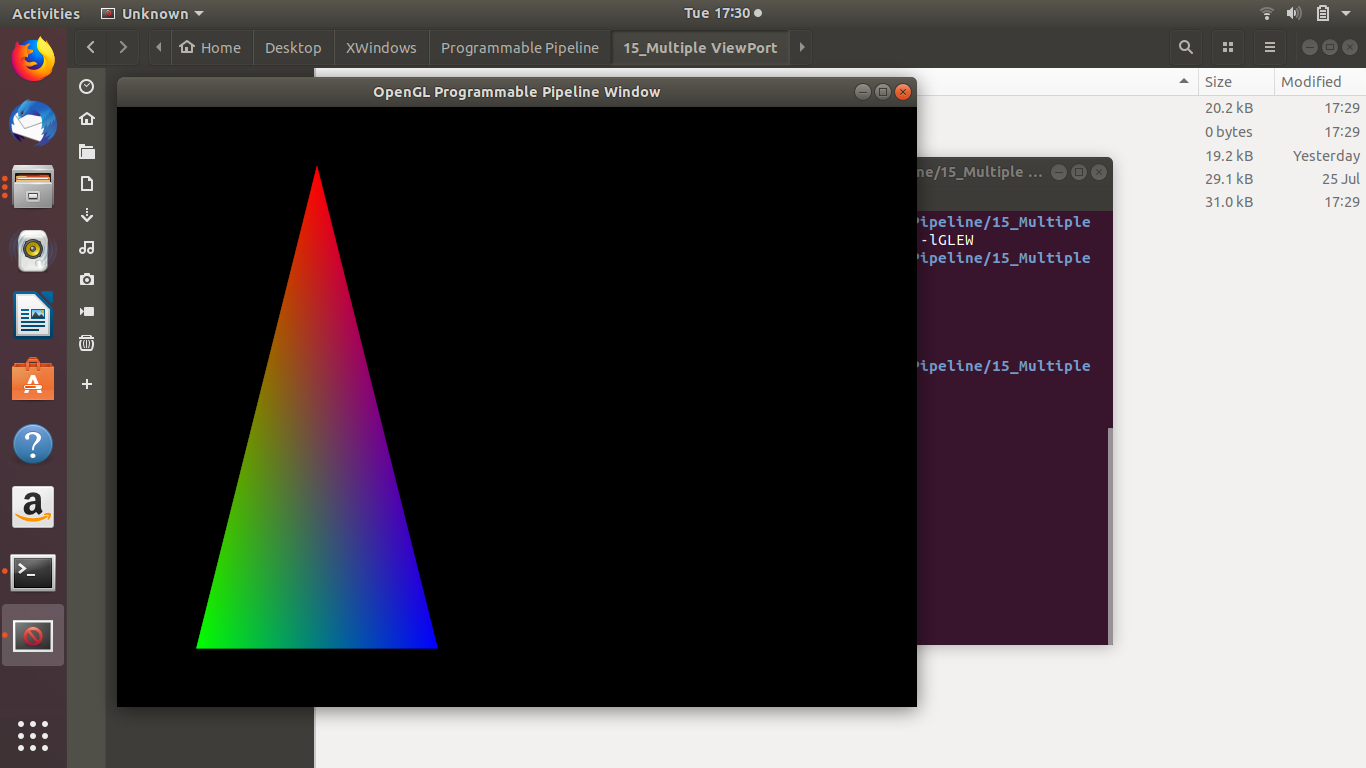 Activities Unknown Tue 17:30
Home Desktop XWindows Programmable Pipeline 15_Multiple ViewPort
Size Modified
OpenGL Programmable Pipeline Window
20.2 kB 17:29
0 bytes 17:29
19.2 kB Yesterday
29.1 kB 25 Jul
31.0 kB 17:29
ne/15_Multiple ...
Pipeline/15_Multiple
-lGLEW
Pipeline/15_Multiple
Pipeline/15_Multiple